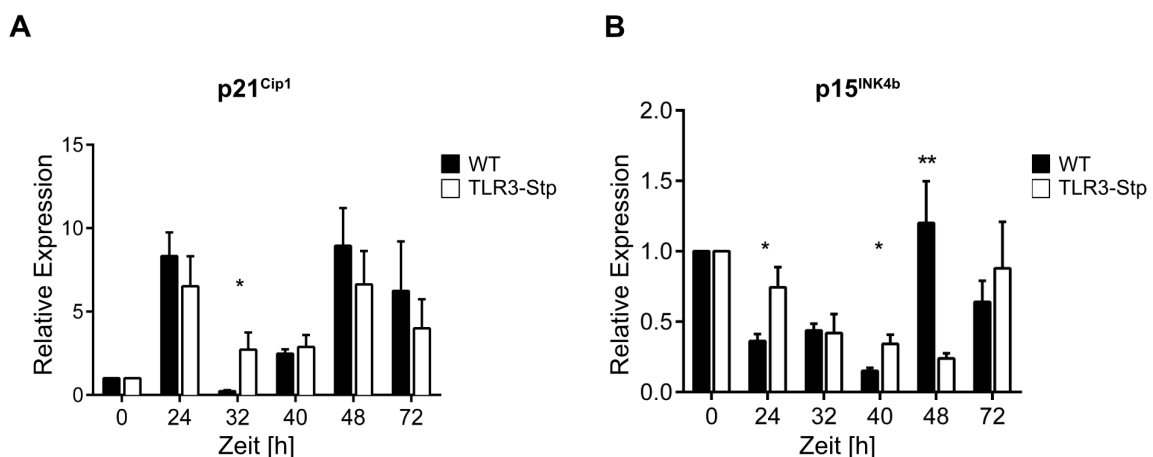 A
p21Cip1
15
10
5
0
Relative Expression
*
WT
TLR3-Stp
0 24 32 40 48 72
Zeit [h]
B
p15INK4b
2.0
1.5
1.0
0.5
0.0
Relative Expression
**
* *
WT
TLR3-Stp
0 24 32 40 48 72
Zeit [h]